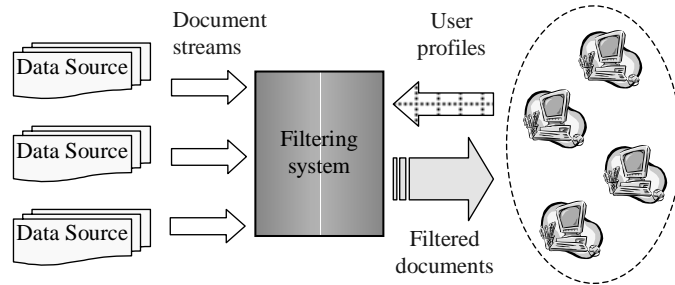 Document
streams
User
profiles
Data Source
Data Source
Data Source
Filtering
system
Filtered
documents